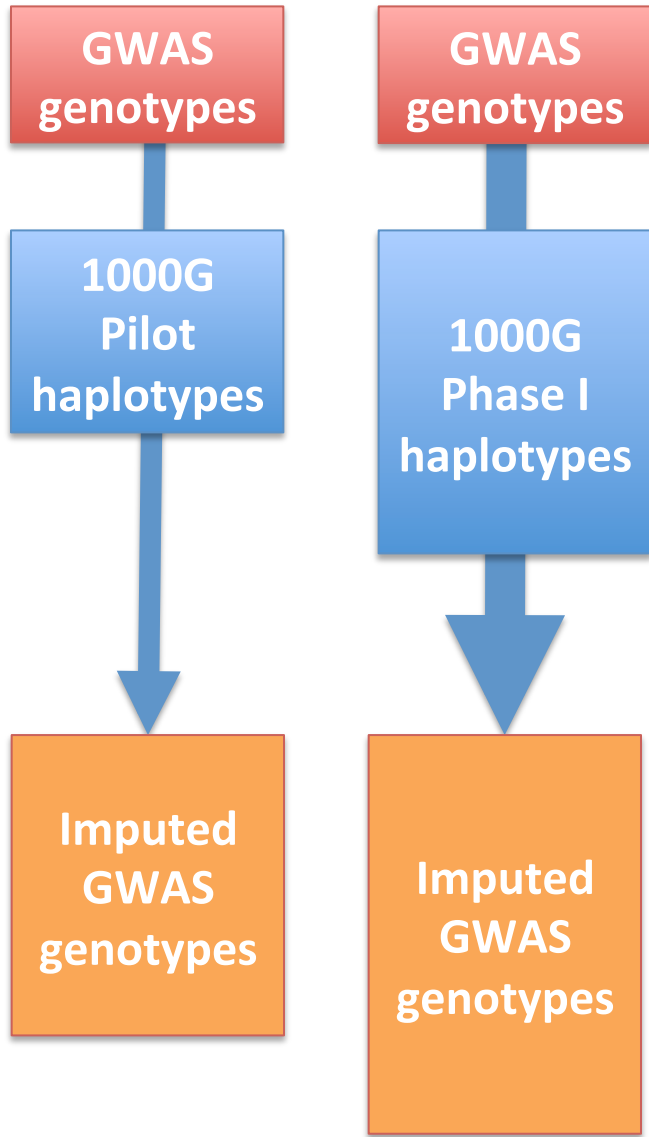 GWAS
genotypes
1000G
Pilot
haplotypes
Imputed
GWAS
genotypes
GWAS
genotypes
1000G
Phase I
haplotypes
Imputed
GWAS
genotypes